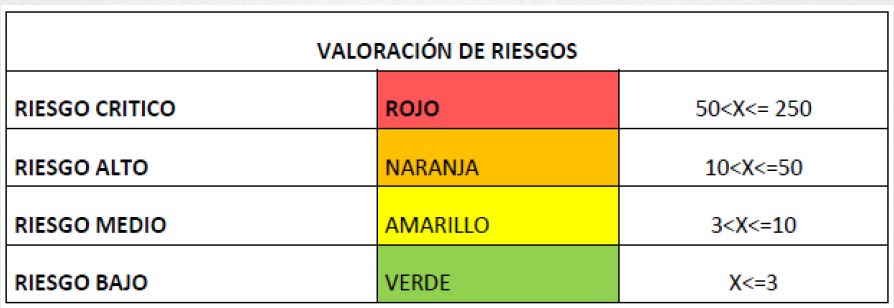 VALORACIÓN DE RIESGOS
RIESGO CRITICO ROJO 50<X<= 250
RIESGO ALTO NARANJA 10<X<=50
RIESGO MEDIO AMARILLO 3<X<=10
RIESGO BAJO VERDE X<=3